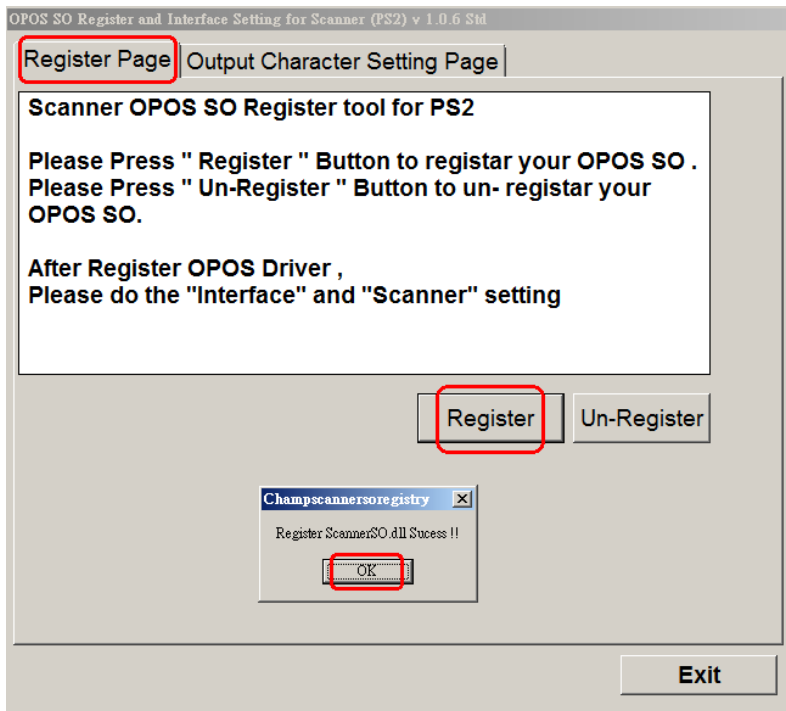 OPOS SO Register and Interface Setting for Scanner (PS2) v 1.0.6 Std
Register Page
Output Character Setting Page
Scanner OPOS SO Register tool for PS2
Please Press " Register " Button to registar your OPOS SO .
Please Press " Un-Register " Button to un- registar your
OPOS SO.
After Register OPOS Driver ,
Please do the "Interface" and "Scanner" setting
Register
Un-Register
Champscannersoregistry
Register ScannerSO.dll Sucess !!
OK
Exit